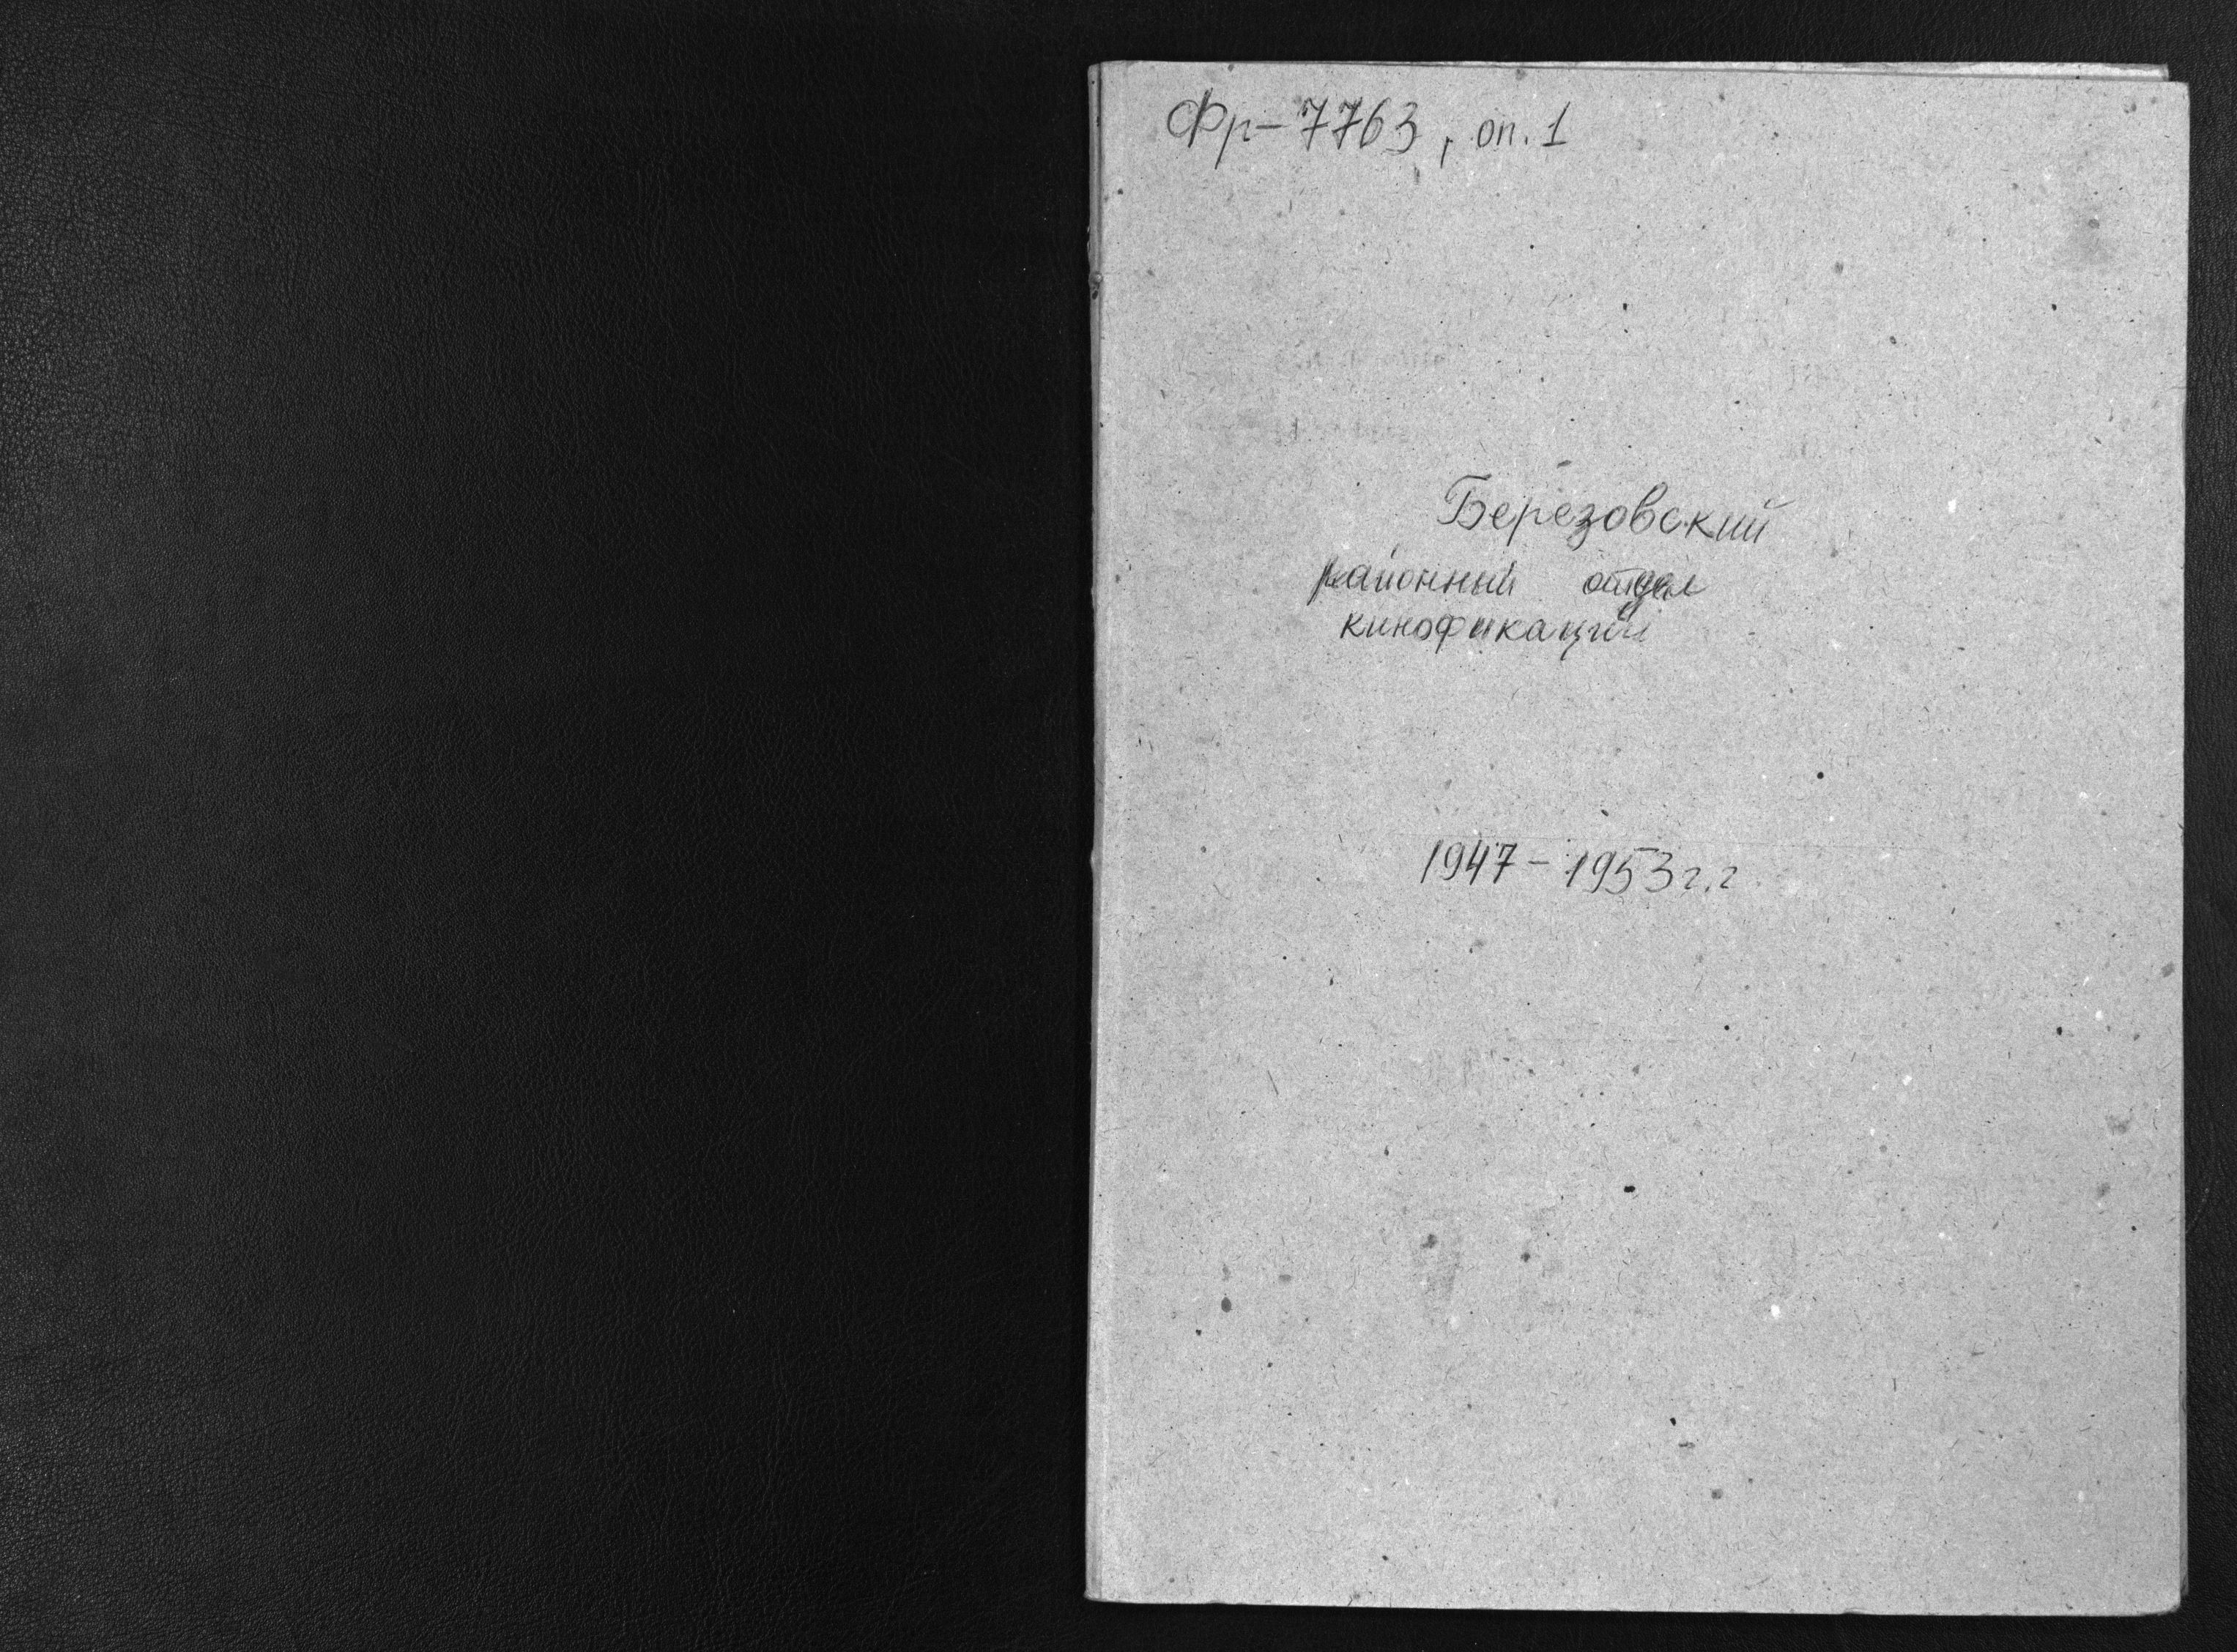 Фр-7763, оп. 1
Березовский
районный отдел
кинофикации
1947 - 1953 г.г